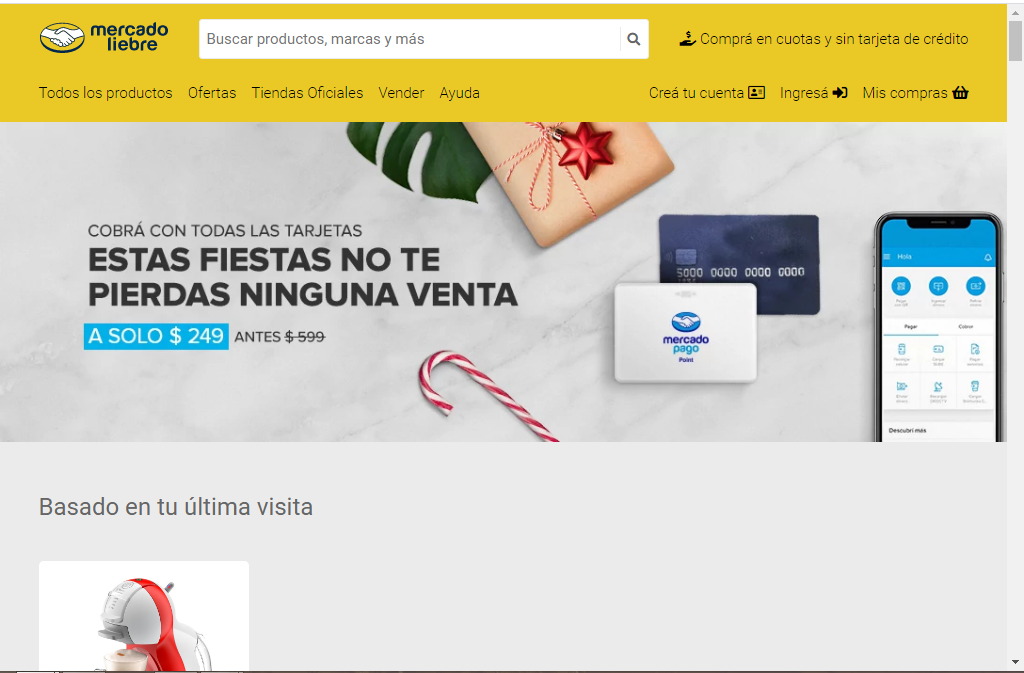 mercado
liebre
Buscar productos, marcas y más
Comprá en cuotas y sin tarjeta de crédito
Todos los productos Ofertas Tiendas Oficiales Vender Ayuda
Creá tu cuenta Ingresá Mis compras
COBRÁ CON TODAS LAS TARJETAS
ESTAS FIESTAS NO TE
PIERDAS NINGUNA VENTA
A SOLO $ 249 ANTES $ 599
5000 0000 0000 0000
mercado
pago
Point
Hola
Pagar Cobrar
Descubrí más
Basado en tu última visita